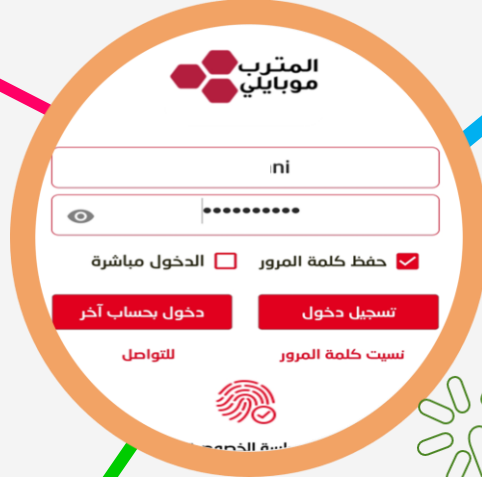 المترب
موبايلي
ni
حفظ كلمة المرور الدخول مباشرة
تسجيل دخول دخول بحساب آخر
نسيت كلمة المرور للتواصل